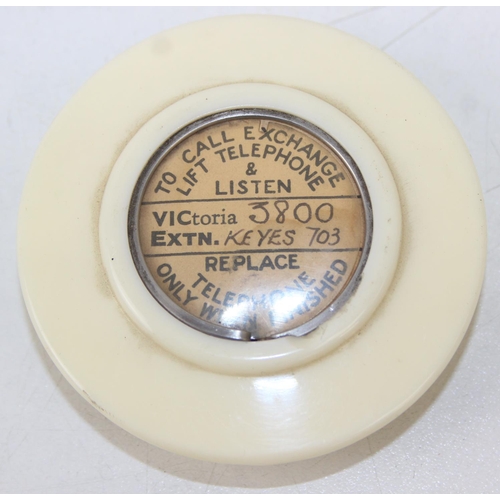 TO CALL EXCHANGE
LIFT TELEPHONE
&
LISTEN
VICtoria 3800
EXTN. KEYES 703
REPLACE
TELEPHONE
ONLY WHEN FINISHED